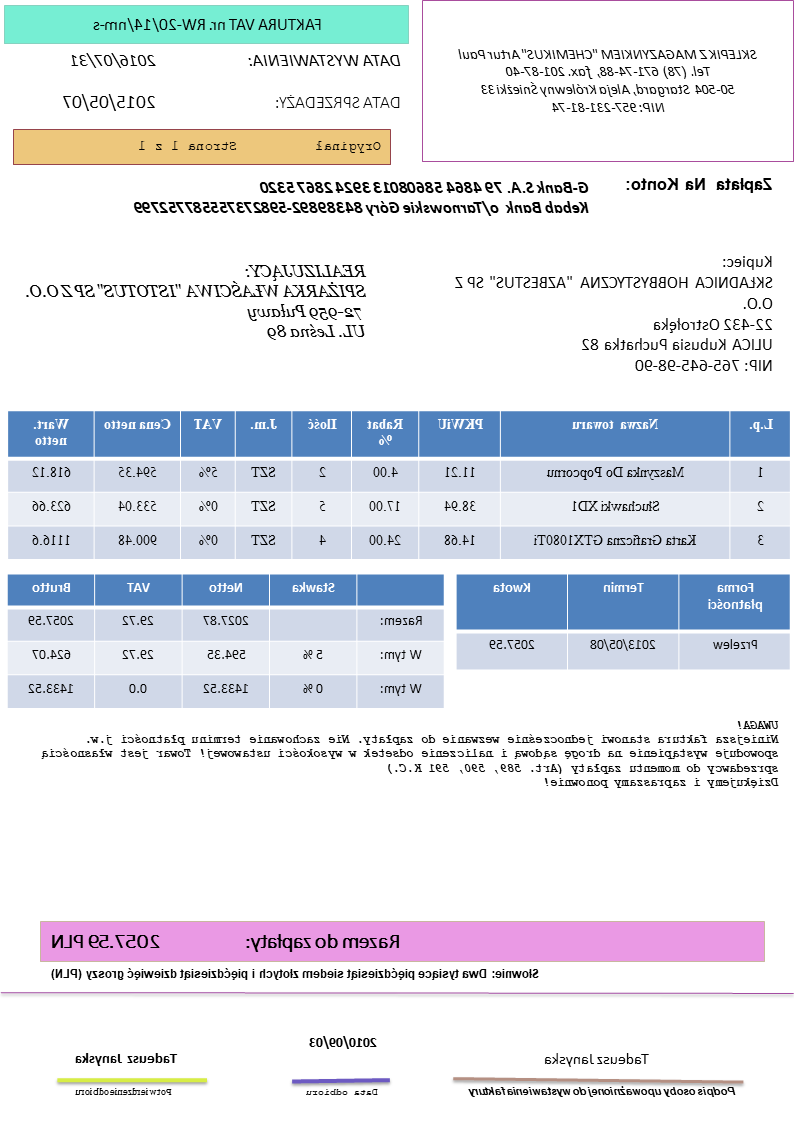 SKLEPIK Z MAGAZYNKIEM "CHEMIKUS" Artur Paul
Tel. (78) 671-74-88, fax. 201-87-40
50-504 Stargard, Aleja Królewny Śnieżki 33
NIP: 957-231-81-74
FAKTURA VAT nr. RW-20/14/nm-s
DATA WYSTAWIENIA: 2016/07/31
DATA SPRZEDAŻY: 2015/05/07
Oryginał Strona 1 z 1
Zapłata Na Konto: G-Bank S.A. 79 4864 5860 8013 3924 2867 5320
Kebab Bank o/Tarnowskie Góry 84389892-5982737555877752799
Kupiec:
SKŁADNICA HOBBYSTYCZNA "AZBESTUS" SP Z
O.O.
22-432 Ostrołęka
ULICA Kubusia Puchatka 82
NIP: 765-645-98-90
REALIZUJĄCY:
SPIŻARKA WŁAŚCIWA "ISTOTUS" SP Z O.O.
72-959 Puławy
UL. Leśna 89
L.p. Nazwa towaru PKWiU Rabat % Ilość J.m. VAT Cena netto Wart. netto
1 Maszynka Do Popcornu 11.21 4.00 2 SZT 5% 594.35 618.12
2 Słuchawki XD1 38.94 17.00 5 SZT 0% 533.04 623.66
3 Karta Graficzna GTX1080Ti 14.68 24.00 4 SZT 0% 900.48 1116.6
Forma płatności Termin Kwota
Przelew 2013/05/08 2057.59
Stawka Netto VAT Brutto
Razem: 2027.87 29.72 2057.59
W tym: 5 % 594.35 29.72 624.07
W tym: 0 % 1433.52 0.0 1433.52
UWAGA!
Niniejsza faktura stanowi jednocześnie wezwanie do zapłaty. Nie zachowanie terminu płatności j.w.
spowoduje wystąpienie na drogę sądową i naliczenie odsetek w wysokości ustawowej! Towar jest własnością
sprzedawcy do momentu zapłaty (Art. 589, 590, 591 K.C.)
Dziękujemy i zapraszamy ponownie!
Razem do zapłaty: 2057.59 PLN
Słownie: Dwa tysiące pięćdziesiąt siedem złotych i pięćdziesiąt dziewięć groszy (PLN)
Tadeusz Janyska
Podpis osoby upoważnionej do wystawienia faktury
2010/09/03
Data odbioru
Tadeusz Janyska
Potwierdzenie odbioru